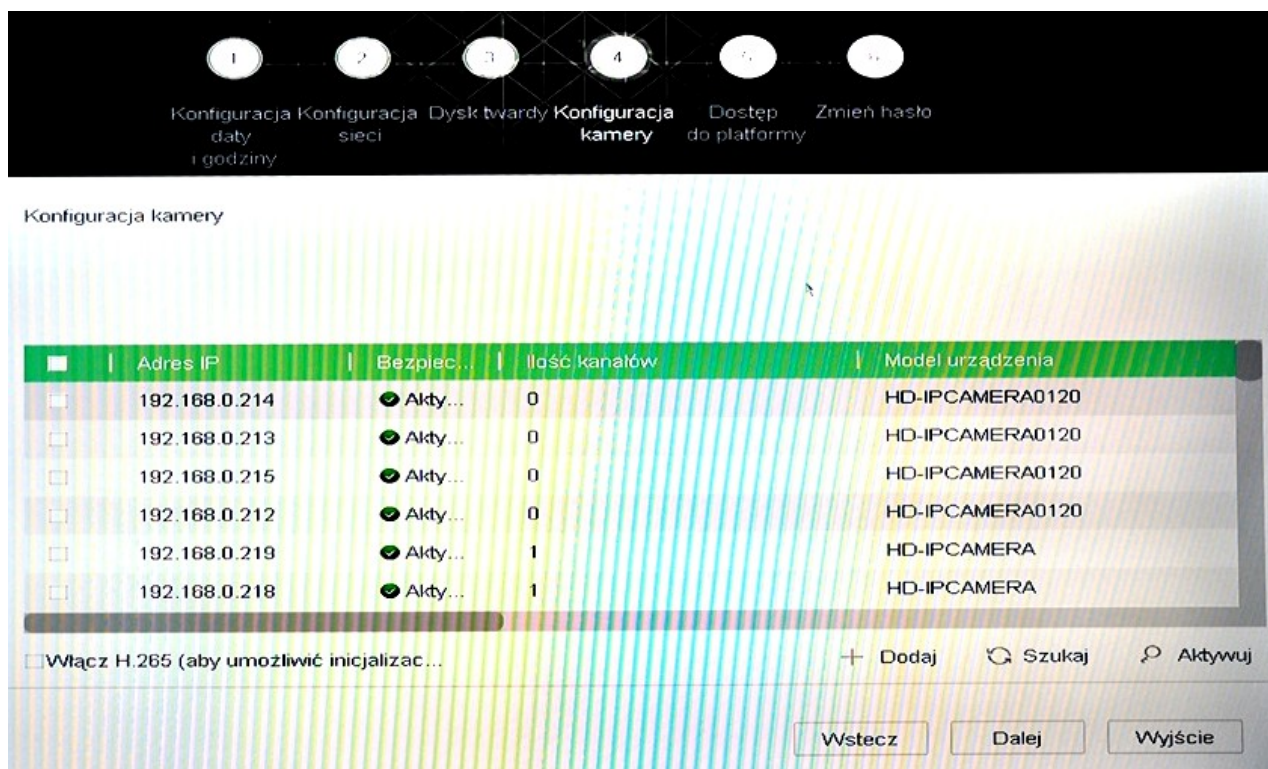 1 2 3 4 5 6
Konfiguracja daty i godziny
Konfiguracja sieci
Dysk twardy
Konfiguracja kamery
Dostęp do platformy
Zmień hasło
Konfiguracja kamery
Adres IP Bezpiec... Ilość kanałów Model urządzenia
192.168.0.214 Akty... 0 HD-IPCAMERA0120
192.168.0.213 Akty... 0 HD-IPCAMERA0120
192.168.0.215 Akty... 0 HD-IPCAMERA0120
192.168.0.212 Akty... 0 HD-IPCAMERA0120
192.168.0.219 Akty... 1 HD-IPCAMERA
192.168.0.218 Akty... 1 HD-IPCAMERA
Włącz H.265 (aby umożliwić inicjalizac...
Dodaj Szukaj Aktywuj
Wstecz Dalej Wyjście